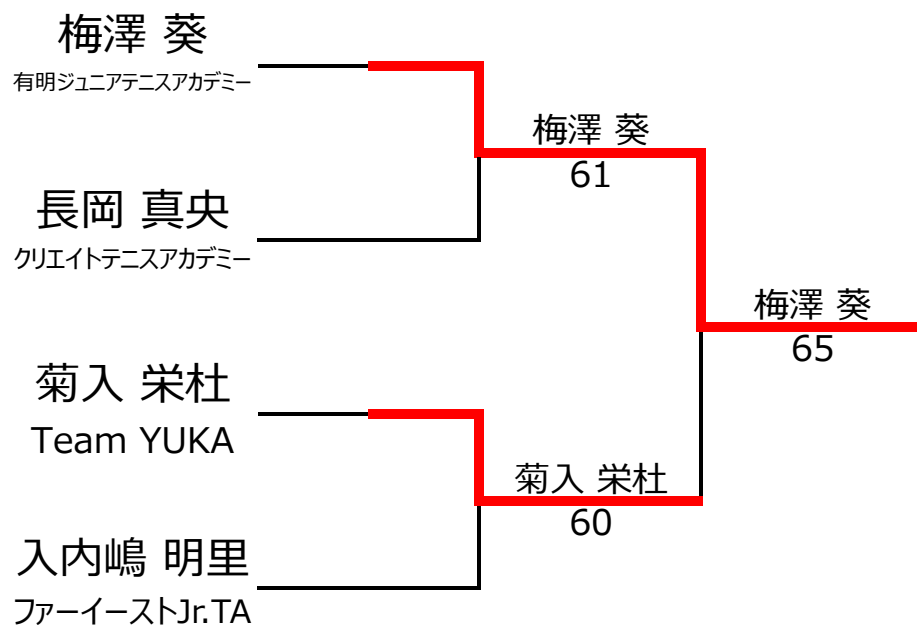 梅澤 葵
有明ジュニアテニスアカデミー
長岡 真央
クリエイトテニスアカデミー
菊入 栄杜
Team YUKA
入内嶋 明里
ファーイーストJr.TA
梅澤 葵
61
菊入 栄杜
60
梅澤 葵
65